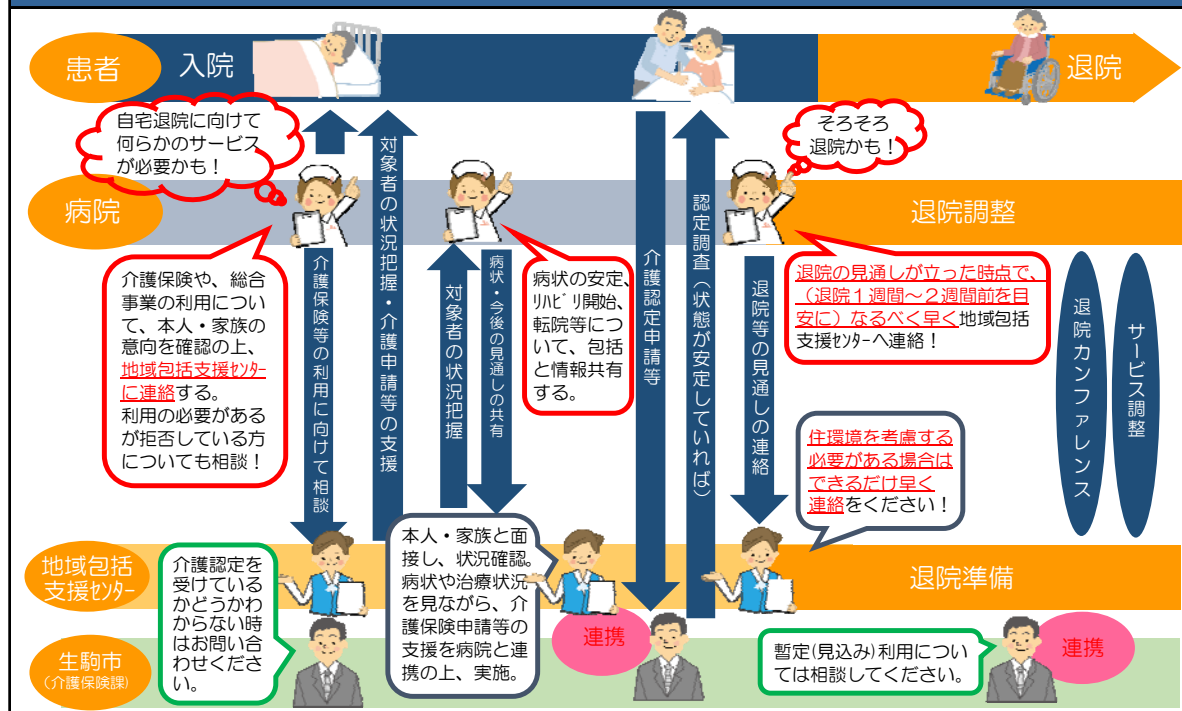 患者
入院
退院
自宅退院に向けて
何らかのサービス
が必要かも！
そろそろ
退院かも！
病院
退院調整
対象者の状況把握・介護申請等の支援
介護保険や、総合
事業の利用につい
て、本人・家族の
意向を確認の上、
地域包括支援ｾﾝﾀｰ
に連絡する。
利用の必要がある
が拒否している方
についても相談！
介護保険等の利用に向けて相談
対象者の状況把握
病状・今後の見通しの共有
病状の安定、
ﾘﾊﾋﾞﾘ開始、
転院等につ
いて、包括
と情報共有
する。
介護認定申請等
認定調査（状態が安定していれば）
退院等の見通しの連絡
退院の見通しが立った時点で、
（退院１週間～２週間前を目
安に）なるべく早く地域包括
支援ｾﾝﾀｰへ連絡！
住環境を考慮する
必要がある場合は
できるだけ早く
連絡をください！
退院カンファレンス
サービス調整
地域包括
支援ｾﾝﾀｰ
退院準備
介護認定を
受けている
かどうかわ
からない時
はお問い合
わせくださ
い。
本人・家族と面
接し、状況確認。
病状や治療状況
を見ながら、介
護保険申請等の
支援を病院と連
携の上、実施。
連携
生駒市
（介護保険課）
暫定(見込み)利用につい
ては相談してください。
連携